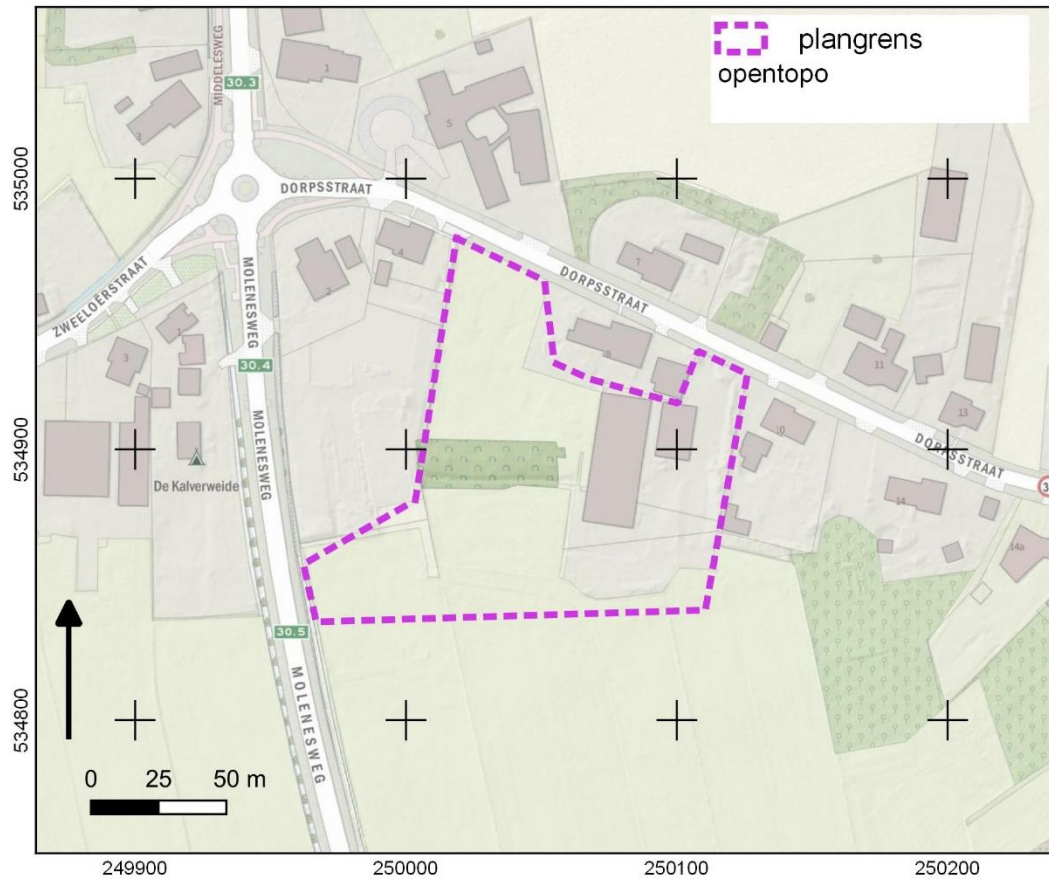 plangrens
opentopo
MIDDELESWEG
30.3
1
3
5
535000
DORPSSTRAAT
ZWEELOËRSTRAAT
MOLENESWEG
4
2
7
DORPSSTRAAT
1
3
30.4
8
11
13
10
534900
De Kalverweide
MOLENESWEG
DORPSSTRAAT
14
14a
30.5
MOLENESWEG
534800
0 25 50 m
249900 250000 250100 250200